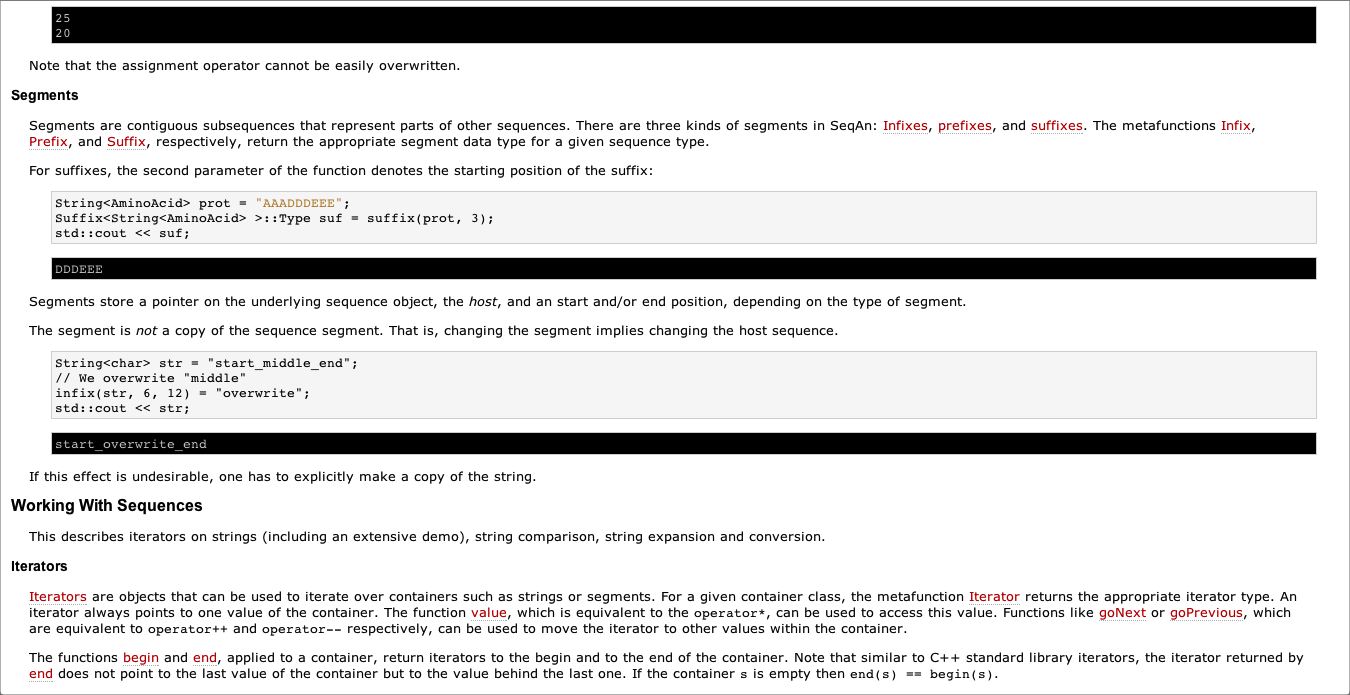 25
20
Note that the assignment operator cannot be easily overwritten.
Segments
Segments are contiguous subsequences that represent parts of other sequences. There are three kinds of segments in SeqAn: Infixes, prefixes, and suffixes. The metafunctions Infix,
Prefix, and Suffix, respectively, return the appropriate segment data type for a given sequence type.
For suffixes, the second parameter of the function denotes the starting position of the suffix:
String<AminoAcid> prot = "AAADDDEEE";
Suffix<String<AminoAcid> >::Type suf = suffix(prot, 3);
std::cout << suf;
DDDEEE
Segments store a pointer on the underlying sequence object, the host, and an start and/or end position, depending on the type of segment.
The segment is not a copy of the sequence segment. That is, changing the segment implies changing the host sequence.
String<char> str = "start_middle_end";
// We overwrite "middle"
infix(str, 6, 12) = "overwrite";
std::cout << str;
start_overwrite_end
If this effect is undesirable, one has to explicitly make a copy of the string.
Working With Sequences
This describes iterators on strings (including an extensive demo), string comparison, string expansion and conversion.
Iterators
Iterators are objects that can be used to iterate over containers such as strings or segments. For a given container class, the metafunction Iterator returns the appropriate iterator type. An
iterator always points to one value of the container. The function value, which is equivalent to the operator*, can be used to access this value. Functions like goNext or goPrevious, which
are equivalent to operator++ and operator-- respectively, can be used to move the iterator to other values within the container.
The functions begin and end, applied to a container, return iterators to the begin and to the end of the container. Note that similar to C++ standard library iterators, the iterator returned by
end does not point to the last value of the container but to the value behind the last one. If the container s is empty then end(s) == begin(s).